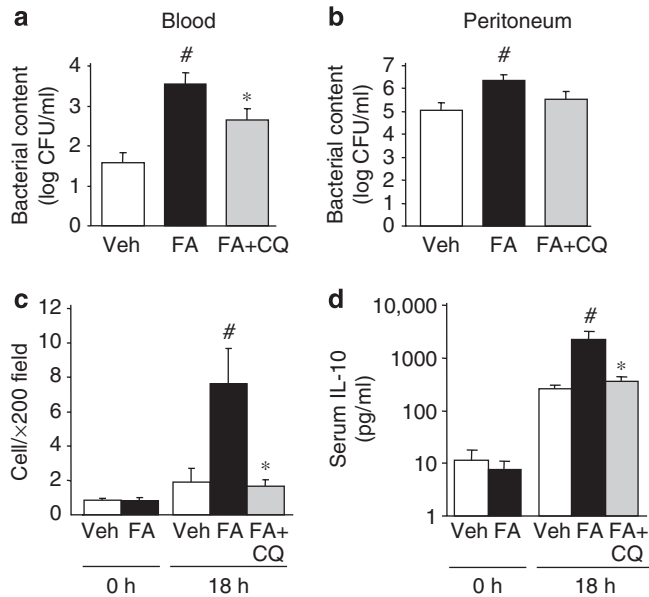 a
Blood
Bacterial content
(log CFU/ml)
4
3
2
1
0
#
*
Veh
FA
FA+CQ
b
Peritoneum
Bacterial content
(log CFU/ml)
7
6
5
4
3
2
1
0
#
Veh
FA
FA+CQ
c
Cell/×200 field
12
10
8
6
4
2
0
#
*
Veh FA
Veh FA FA+
CQ
0 h
18 h
d
Serum IL-10
(pg/ml)
10,000
1000
100
10
1
#
*
Veh FA
Veh FA FA+
CQ
0 h
18 h